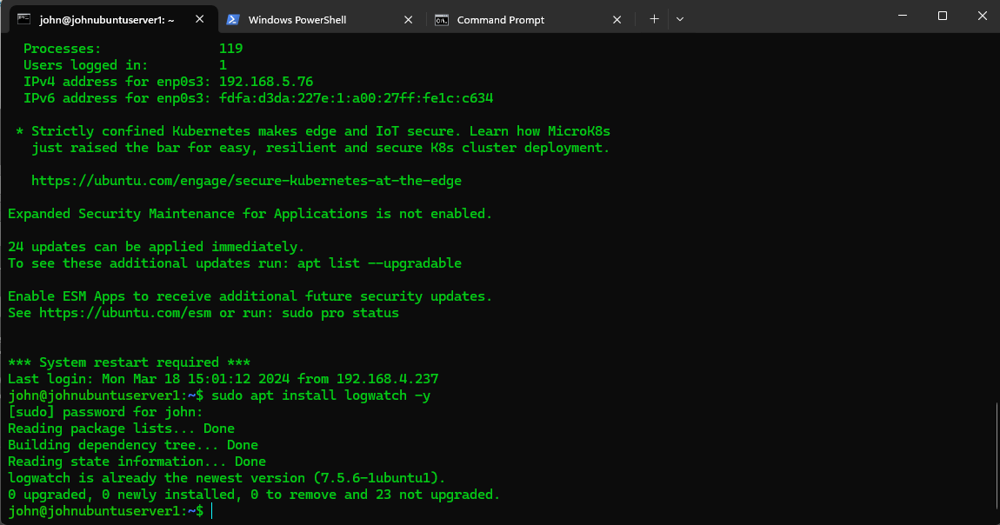 john@johnubuntuserver1: ~
Windows PowerShell
Command Prompt
Processes: 119
Users logged in: 1
IPv4 address for enp0s3: 192.168.5.76
IPv6 address for enp0s3: fdfa:d3da:227e:1:a00:27ff:fe1c:c634
* Strictly confined Kubernetes makes edge and IoT secure. Learn how MicroK8s
just raised the bar for easy, resilient and secure K8s cluster deployment.
https://ubuntu.com/engage/secure-kubernetes-at-the-edge
Expanded Security Maintenance for Applications is not enabled.
24 updates can be applied immediately.
To see these additional updates run: apt list --upgradable
Enable ESM Apps to receive additional future security updates.
See https://ubuntu.com/esm or run: sudo pro status
*** System restart required ***
Last login: Mon Mar 18 15:01:12 2024 from 192.168.4.237
john@johnubuntuserver1:~$ sudo apt install logwatch -y
[sudo] password for john:
Reading package lists... Done
Building dependency tree... Done
Reading state information... Done
logwatch is already the newest version (7.5.6-1ubuntu1).
0 upgraded, 0 newly installed, 0 to remove and 23 not upgraded.
john@johnubuntuserver1:~$